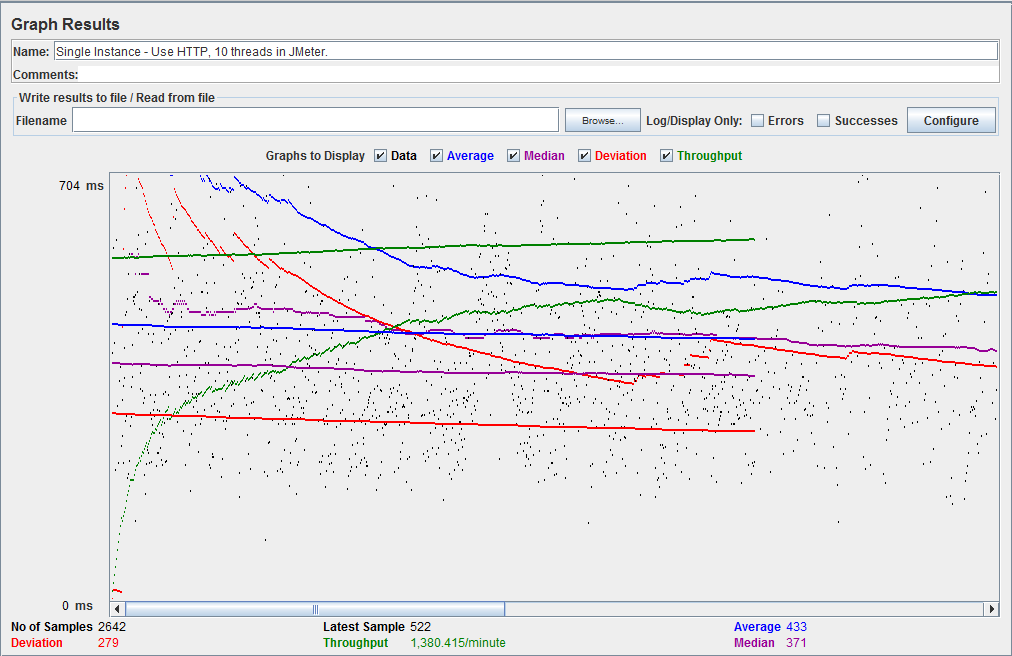 Graph Results
Name: Single Instance - Use HTTP, 10 threads in JMeter.
Comments:
Write results to file / Read from file
Filename Browse... Log/Display Only: Errors Successes Configure
Graphs to Display Data Average Median Deviation Throughput
704 ms
0 ms
No of Samples 2642 Latest Sample 522 Average 433
Deviation 279 Throughput 1,380.415/minute Median 371